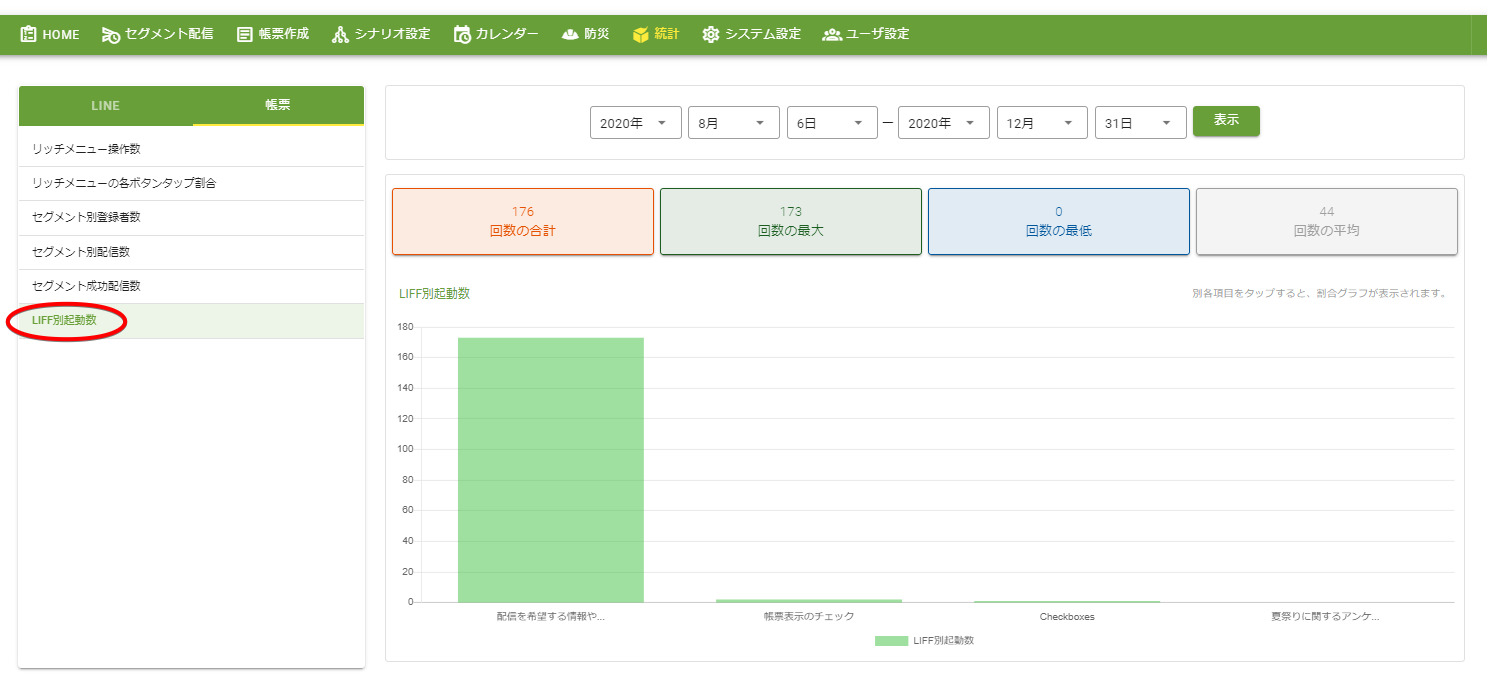 HOME セグメント配信 帳票作成 シナリオ設定 カレンダー 防災 統計 システム設定 ユーザ設定
LINE 帳票
リッチメニュー操作数
リッチメニューの各ボタンタップ割合
セグメント別登録者数
セグメント別配信数
セグメント成功配信数
LIFF別起動数
2020年 8月 6日 ー 2020年 12月 31日 表示
176
回数の合計
173
回数の最大
0
回数の最低
44
回数の平均
LIFF別起動数
別各項目をタップすると、割合グラフが表示されます。
180
160
140
120
100
80
60
40
20
0
配信を希望する情報や... 帳票表示のチェック Checkboxes 夏祭りに関するアンケ...
LIFF別起動数